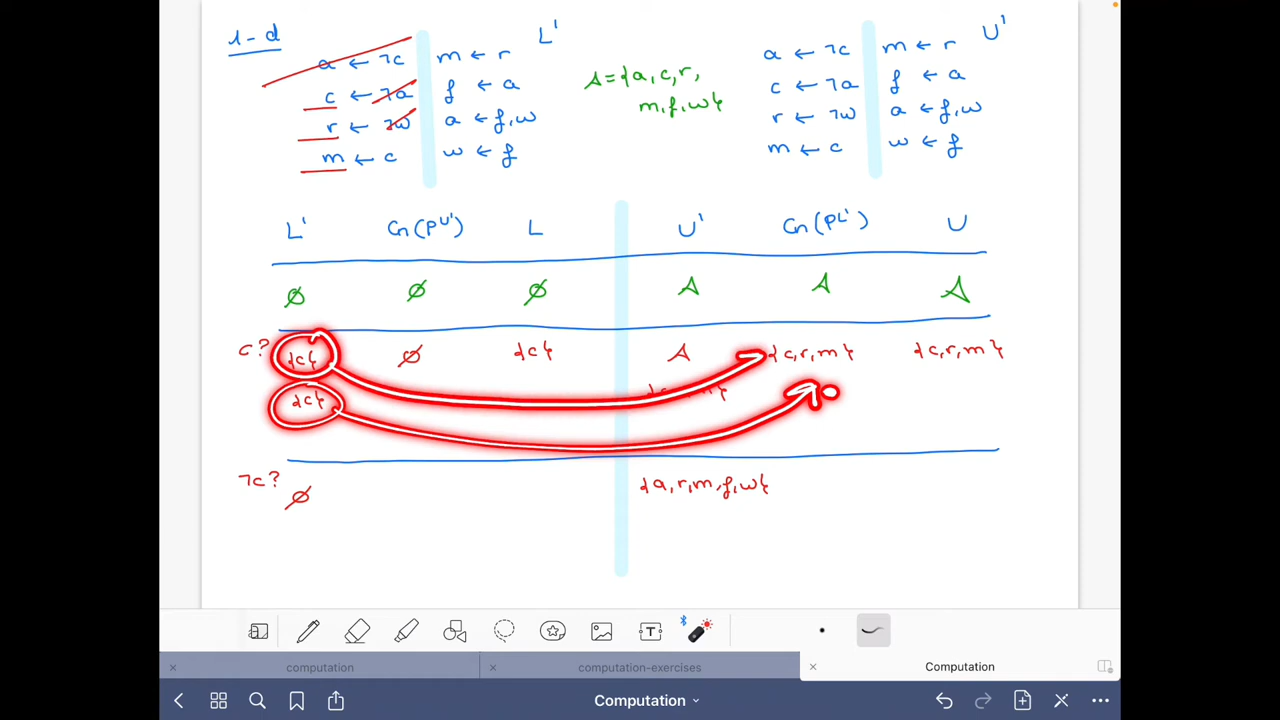 1-d
a ← ¬c m ← r L'
c ← ¬a f ← a
r ← ¬w a ← f,w
m ← c w ← f
A = {a, c, r,
m, f, w}
a ← ¬c m ← r U'
c ← ¬a f ← a
r ← ¬w a ← f,w
m ← c w ← f
L' Cn(P^U') L U' Cn(P^L') U
∅ ∅ ∅ A A A
c? {c} ∅ {c} A {c,r,m} {c,r,m}
{c}
¬c? ∅ {a,r,m,f,w}
computation
computation-exercises
Computation
Computation